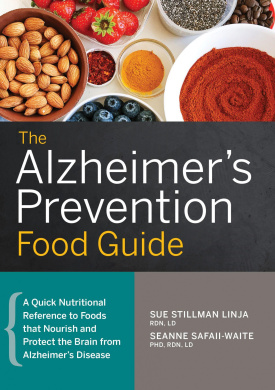 The
Alzheimer's
Prevention
Food Guide
A Quick Nutritional
Reference to Foods
that Nourish and
Protect the Brain from
Alzheimer's Disease
SUE STILLMAN LINJA
RDN, LD
SEANNE SAFAII-WAITE
PHD, RDN, LD